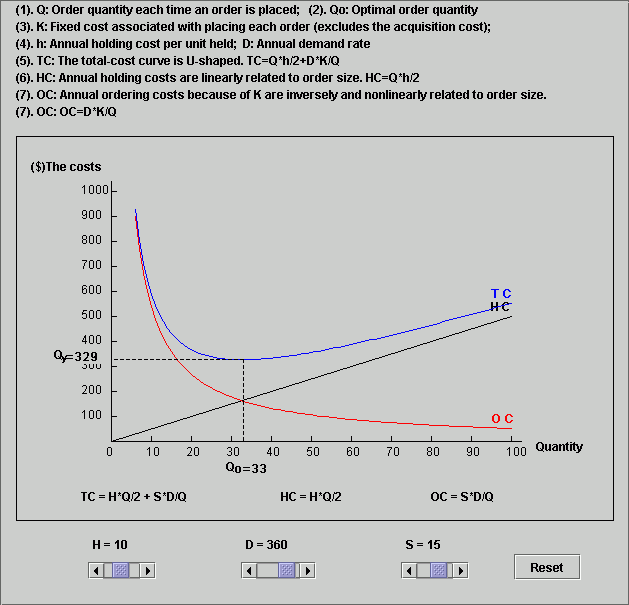 (1). Q: Order quantity each time an order is placed; (2). Qo: Optimal order quantity
(3). K: Fixed cost associated with placing each order (excludes the acquisition cost);
(4). h: Annual holding cost per unit held; D: Annual demand rate
(5). TC: The total-cost curve is U-shaped. TC=Q*h/2+D*K/Q
(6). HC: Annual holding costs are linearly related to order size. HC=Q*h/2
(7). OC: Annual ordering costs because of K are inversely and nonlinearly related to order size.
(7). OC: OC=D*K/Q
($)The costs
1000
900
800
700
600
T C
H C
500
400
Qy=329
300
200
100
O C
0 10 20 30 40 50 60 70 80 90 100
Quantity
Qo=33
TC = H*Q/2 + S*D/Q HC = H*Q/2 OC = S*D/Q
H = 10 D = 360 S = 15
Reset